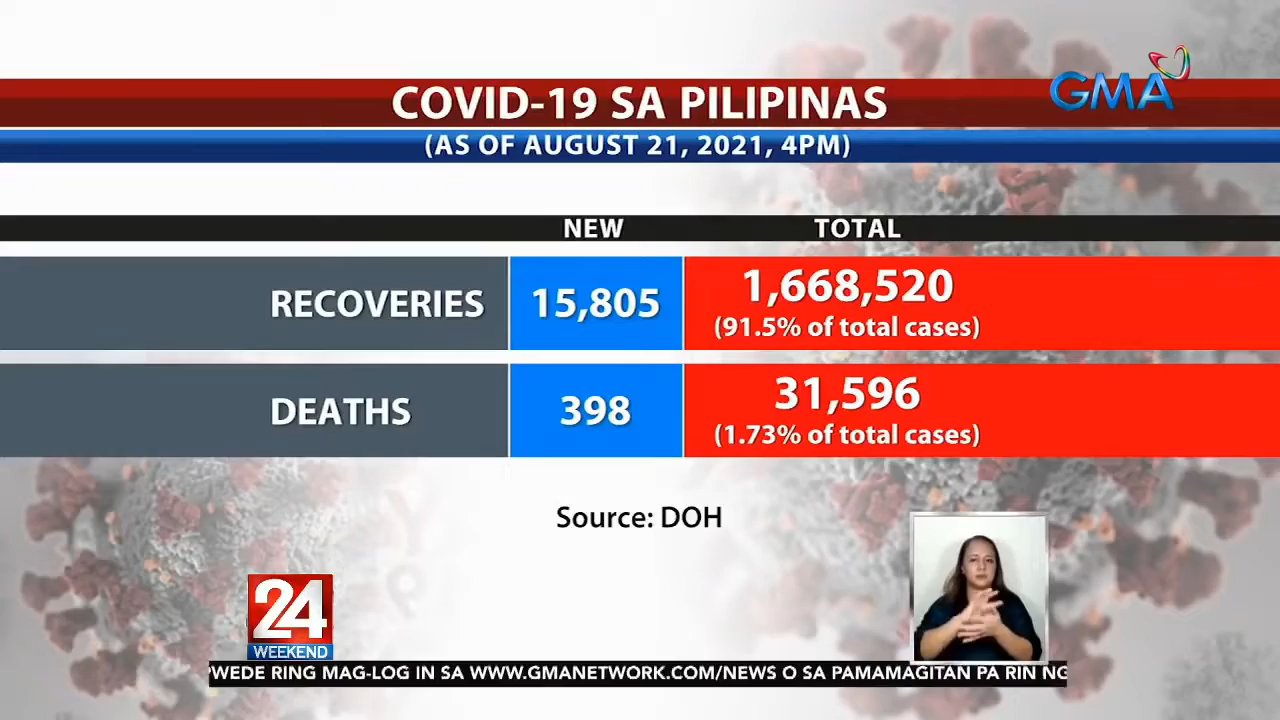 GMA
COVID-19 SA PILIPINAS
(AS OF AUGUST 21, 2021, 4PM)
NEW TOTAL
RECOVERIES 15,805 1,668,520
(91.5% of total cases)
DEATHS 398 31,596
(1.73% of total cases)
Source: DOH
24
WEEKEND
PWEDE RING MAG-LOG IN SA WWW.GMANETWORK.COM/NEWS O SA PAMAMAGITAN PA RIN NG